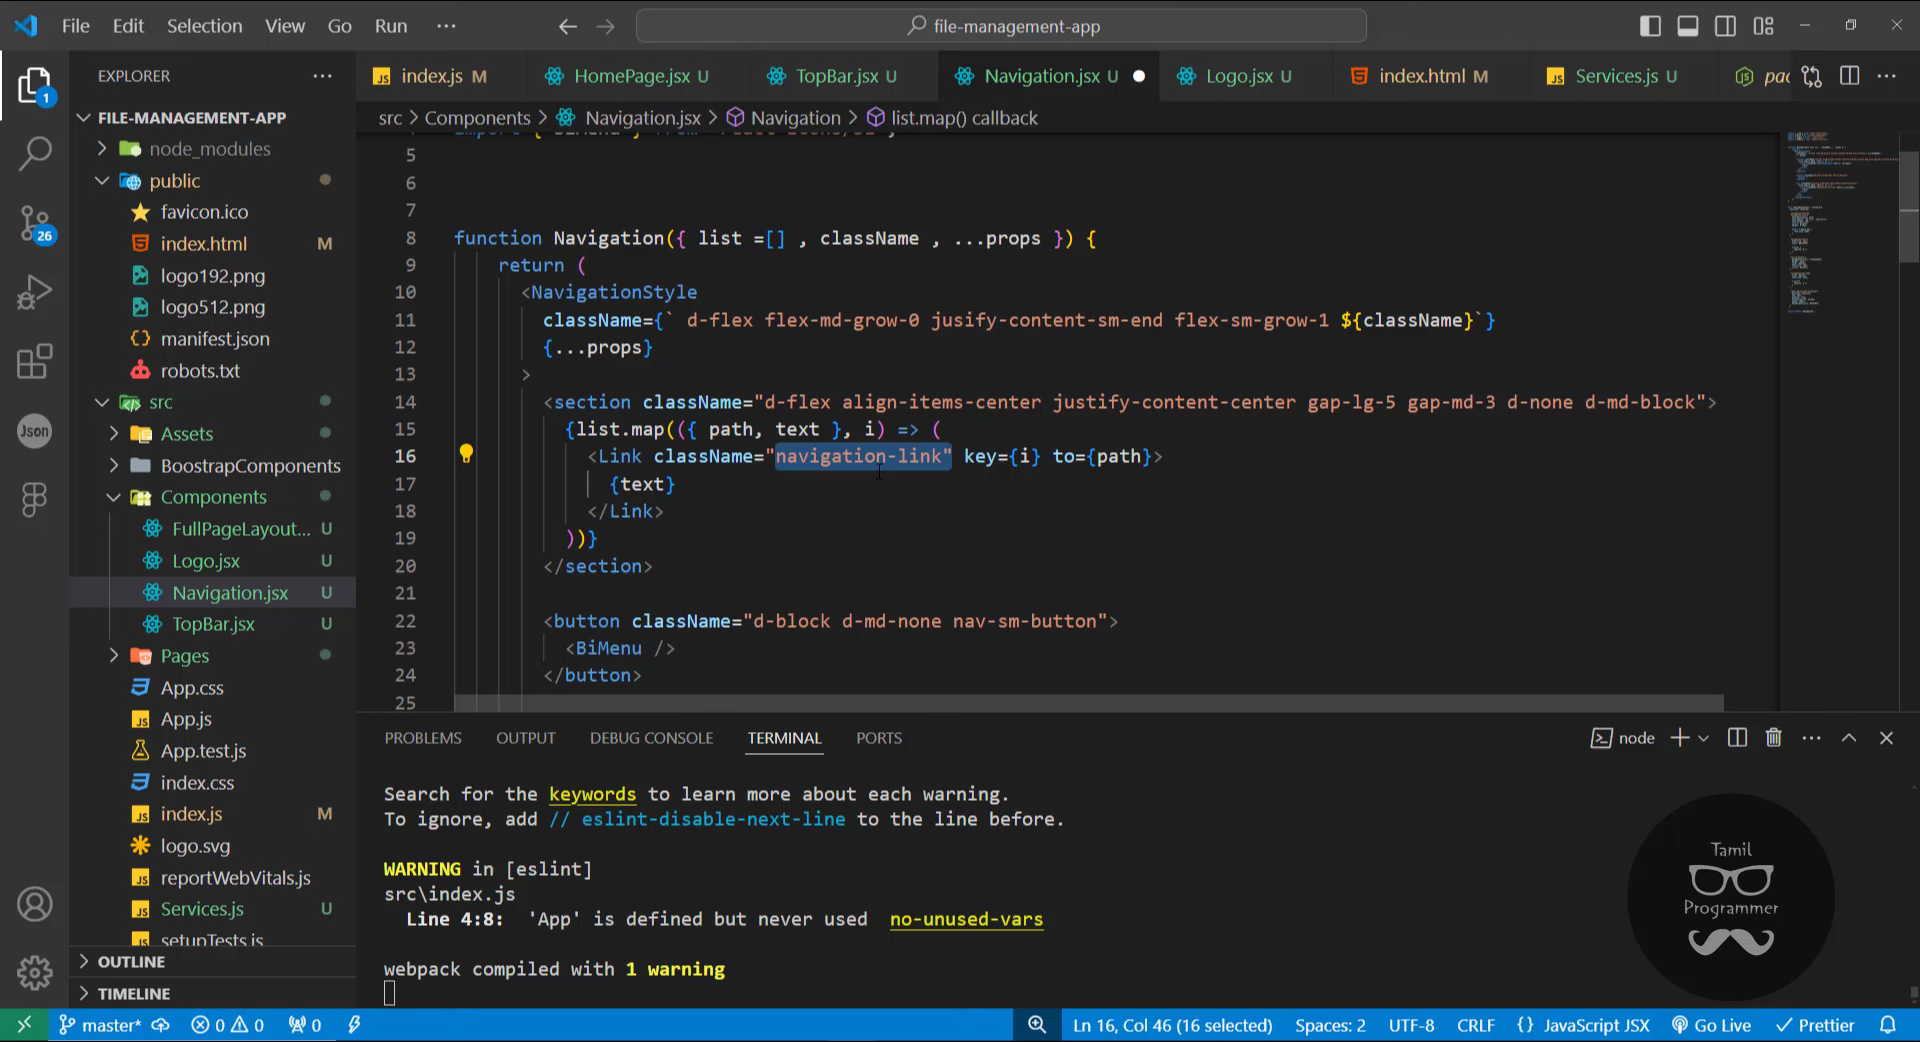 File Edit Selection View Go Run ··· file-management-app
EXPLORER ···
FILE-MANAGEMENT-APP
node_modules
public
favicon.ico
index.html M
logo192.png
logo512.png
manifest.json
robots.txt
src
Assets
BoostrapComponents
Components
FullPageLayout... U
Logo.jsx U
Navigation.jsx U
TopBar.jsx U
Pages
App.css
App.js
App.test.js
index.css
index.js M
logo.svg
reportWebVitals.js
Services.js U
setupTests.js
OUTLINE
TIMELINE
1
26
Json
index.js M HomePage.jsx U TopBar.jsx U Navigation.jsx U Logo.jsx U index.html M Services.js U pac
src > Components > Navigation.jsx > Navigation > list.map() callback
5
6
7
8 function Navigation({ list =[] , className , ...props }) {
9 return (
10 <NavigationStyle
11 className={` d-flex flex-md-grow-0 jusify-content-sm-end flex-sm-grow-1 ${className}`}
12 {...props}
13 >
14 <section className="d-flex align-items-center justify-content-center gap-lg-5 gap-md-3 d-none d-md-block">
15 {list.map(({ path, text }, i) => (
16 <Link className="navigation-link" key={i} to={path}>
17 {text}
18 </Link>
19 ))}
20 </section>
21
22 <button className="d-block d-md-none nav-sm-button">
23 <BiMenu />
24 </button>
25
PROBLEMS OUTPUT DEBUG CONSOLE TERMINAL PORTS node
Search for the keywords to learn more about each warning.
To ignore, add // eslint-disable-next-line to the line before.
WARNING in [eslint]
src\index.js
Line 4:8: 'App' is defined but never used no-unused-vars
webpack compiled with 1 warning
Tamil
Programmer
master* 0 0 0 Ln 16, Col 46 (16 selected) Spaces: 2 UTF-8 CRLF {} JavaScript JSX Go Live Prettier